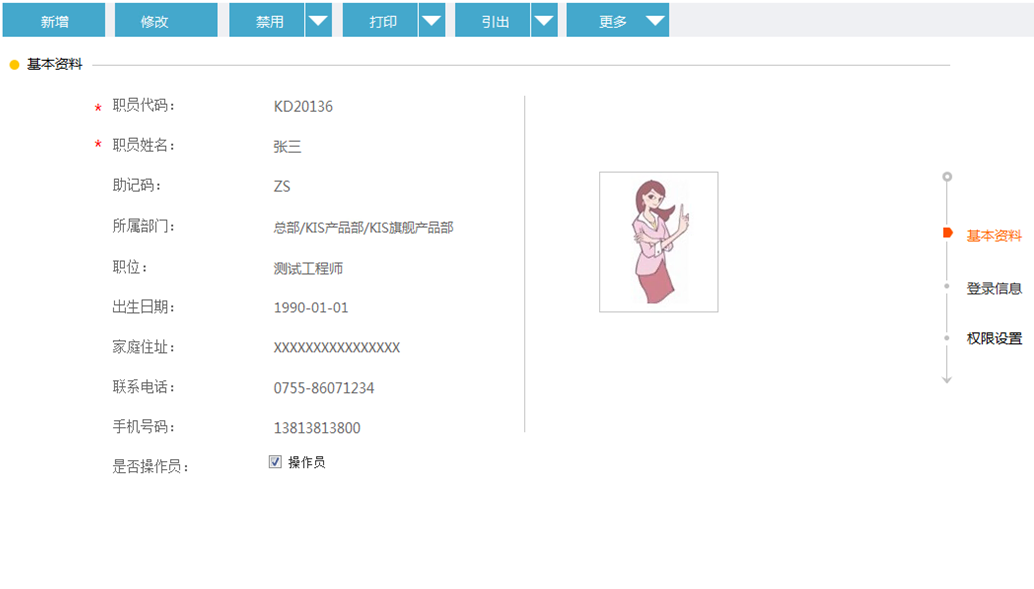 新增 修改 禁用 打印 引出 更多
基本资料
* 职员代码： KD20136
* 职员姓名： 张三
助记码： ZS
所属部门： 总部/KIS产品部/KIS旗舰产品部
职位： 测试工程师
出生日期： 1990-01-01
家庭住址： XXXXXXXXXXXXXXXX
联系电话： 0755-86071234
手机号码： 13813813800
是否操作员： 操作员
基本资料
登录信息
权限设置